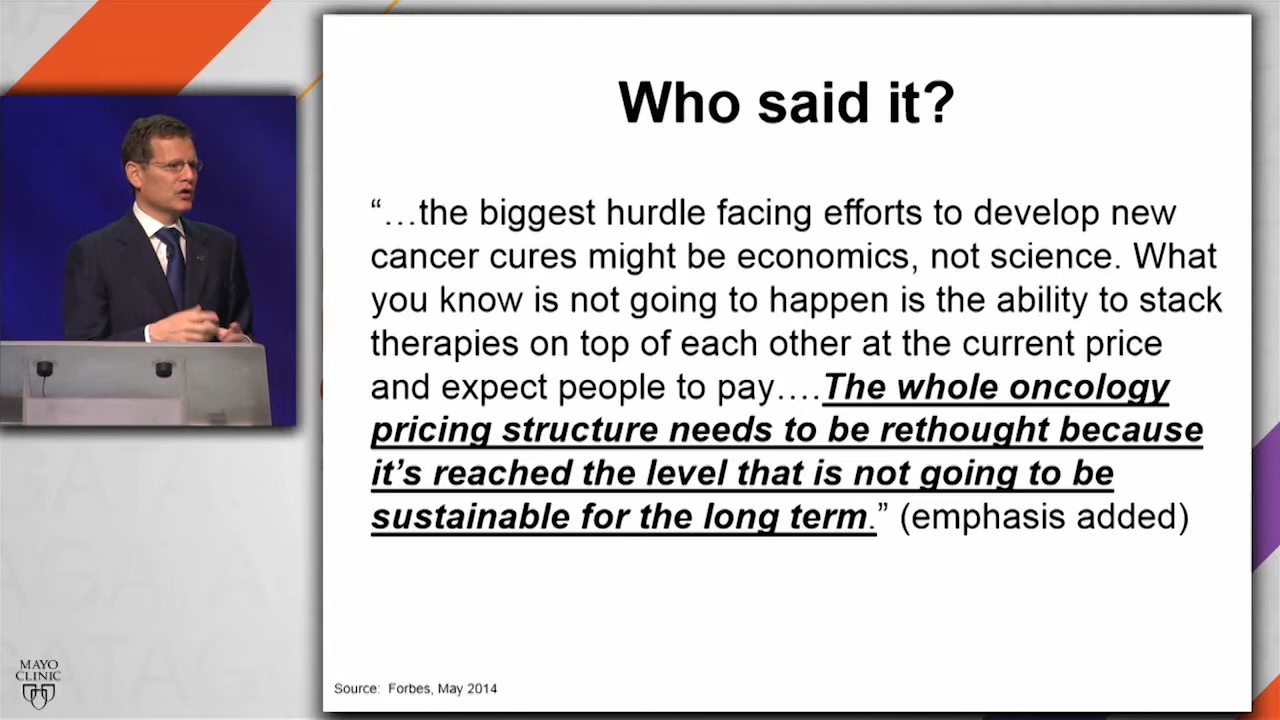 Who said it?
“…the biggest hurdle facing efforts to develop new
cancer cures might be economics, not science. What
you know is not going to happen is the ability to stack
therapies on top of each other at the current price
and expect people to pay….The whole oncology
pricing structure needs to be rethought because
it’s reached the level that is not going to be
sustainable for the long term.” (emphasis added)
Source: Forbes, May 2014
MAYO
CLINIC